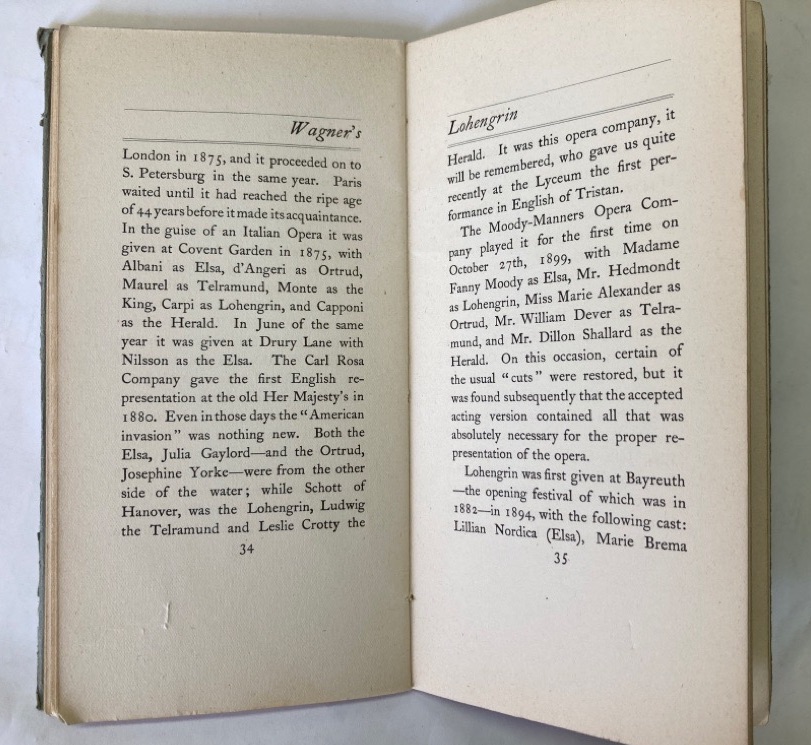 Wagner's
London in 1875, and it proceeded on to
S. Petersburg in the same year. Paris
waited until it had reached the ripe age
of 44 years before it made its acquaintance.
In the guise of an Italian Opera it was
given at Covent Garden in 1875, with
Albani as Elsa, d'Angeri as Ortrud,
Maurel as Telramund, Monte as the
King, Carpi as Lohengrin, and Capponi
as the Herald. In June of the same
year it was given at Drury Lane with
Nilsson as the Elsa. The Carl Rosa
Company gave the first English re-
presentation at the old Her Majesty's in
1880. Even in those days the "American
invasion" was nothing new. Both the
Elsa, Julia Gaylord—and the Ortrud,
Josephine Yorke—were from the other
side of the water; while Schott of
Hanover, was the Lohengrin, Ludwig
the Telramund and Leslie Crotty the
34
Lohengrin
Herald. It was this opera company, it
will be remembered, who gave us quite
recently at the Lyceum the first per-
formance in English of Tristan.
The Moody-Manners Opera Com-
pany played it for the first time on
October 27th, 1899, with Madame
Fanny Moody as Elsa, Mr. Hedmondt
as Lohengrin, Miss Marie Alexander as
Ortrud, Mr. William Dever as Telra-
mund, and Mr. Dillon Shallard as the
Herald. On this occasion, certain of
the usual "cuts" were restored, but it
was found subsequently that the accepted
acting version contained all that was
absolutely necessary for the proper re-
presentation of the opera.
Lohengrin was first given at Bayreuth
—the opening festival of which was in
1882—in 1894, with the following cast:
Lillian Nordica (Elsa), Marie Brema
35